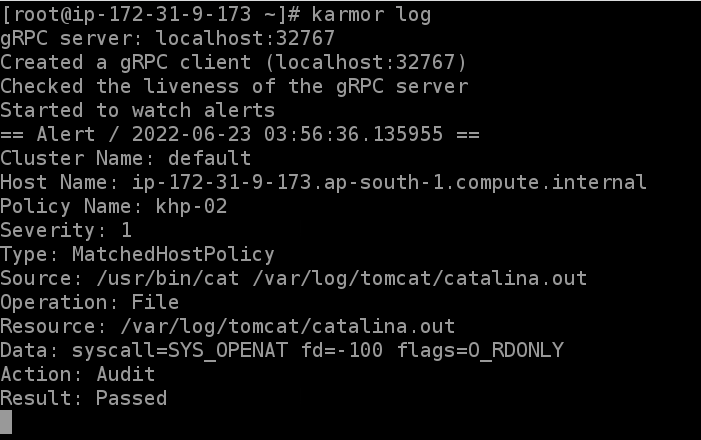 [root@ip-172-31-9-173 ~]# karmor log
gRPC server: localhost:32767
Created a gRPC client (localhost:32767)
Checked the liveness of the gRPC server
Started to watch alerts
== Alert / 2022-06-23 03:56:36.135955 ==
Cluster Name: default
Host Name: ip-172-31-9-173.ap-south-1.compute.internal
Policy Name: khp-02
Severity: 1
Type: MatchedHostPolicy
Source: /usr/bin/cat /var/log/tomcat/catalina.out
Operation: File
Resource: /var/log/tomcat/catalina.out
Data: syscall=SYS_OPENAT fd=-100 flags=O_RDONLY
Action: Audit
Result: Passed